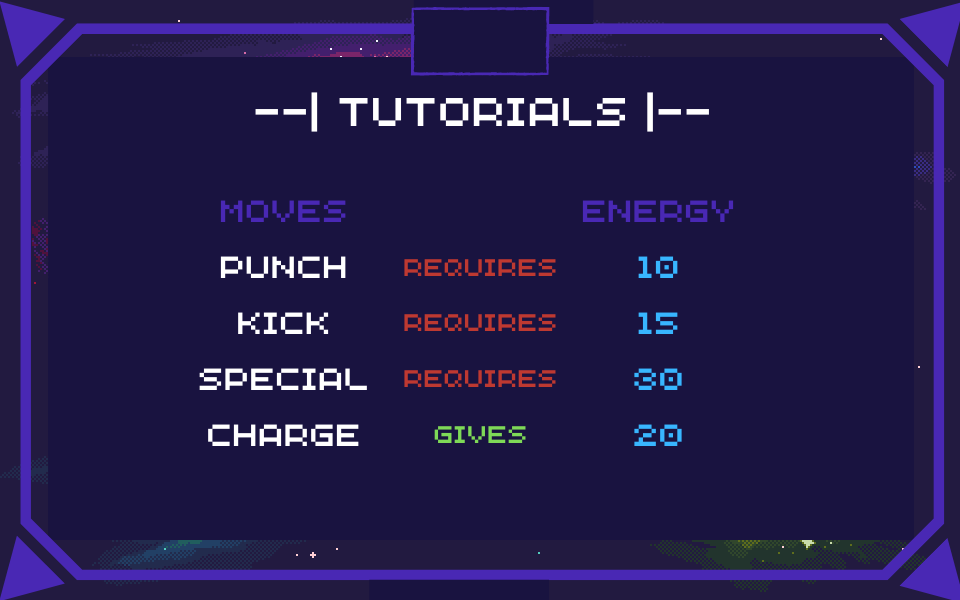 --| TUTORIALS |--
MOVES ENERGY
PUNCH REQUIRES 10
KICK REQUIRES 15
SPECIAL REQUIRES 30
CHARGE GIVES 20